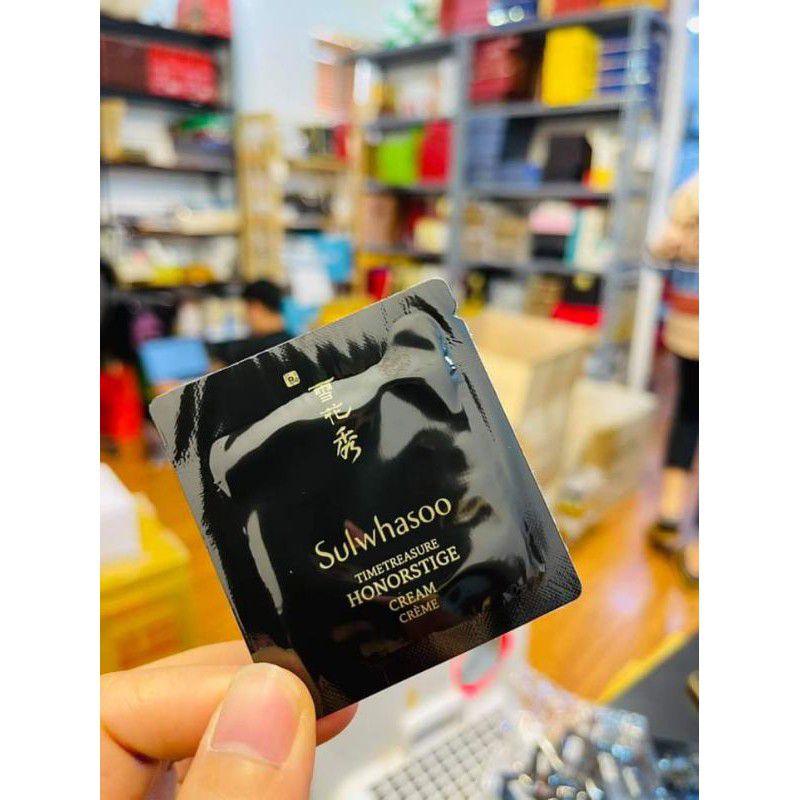 雪花秀
Sulwhasoo
TIMETREASURE
HONORSTIGE
CREAM
CRÈME